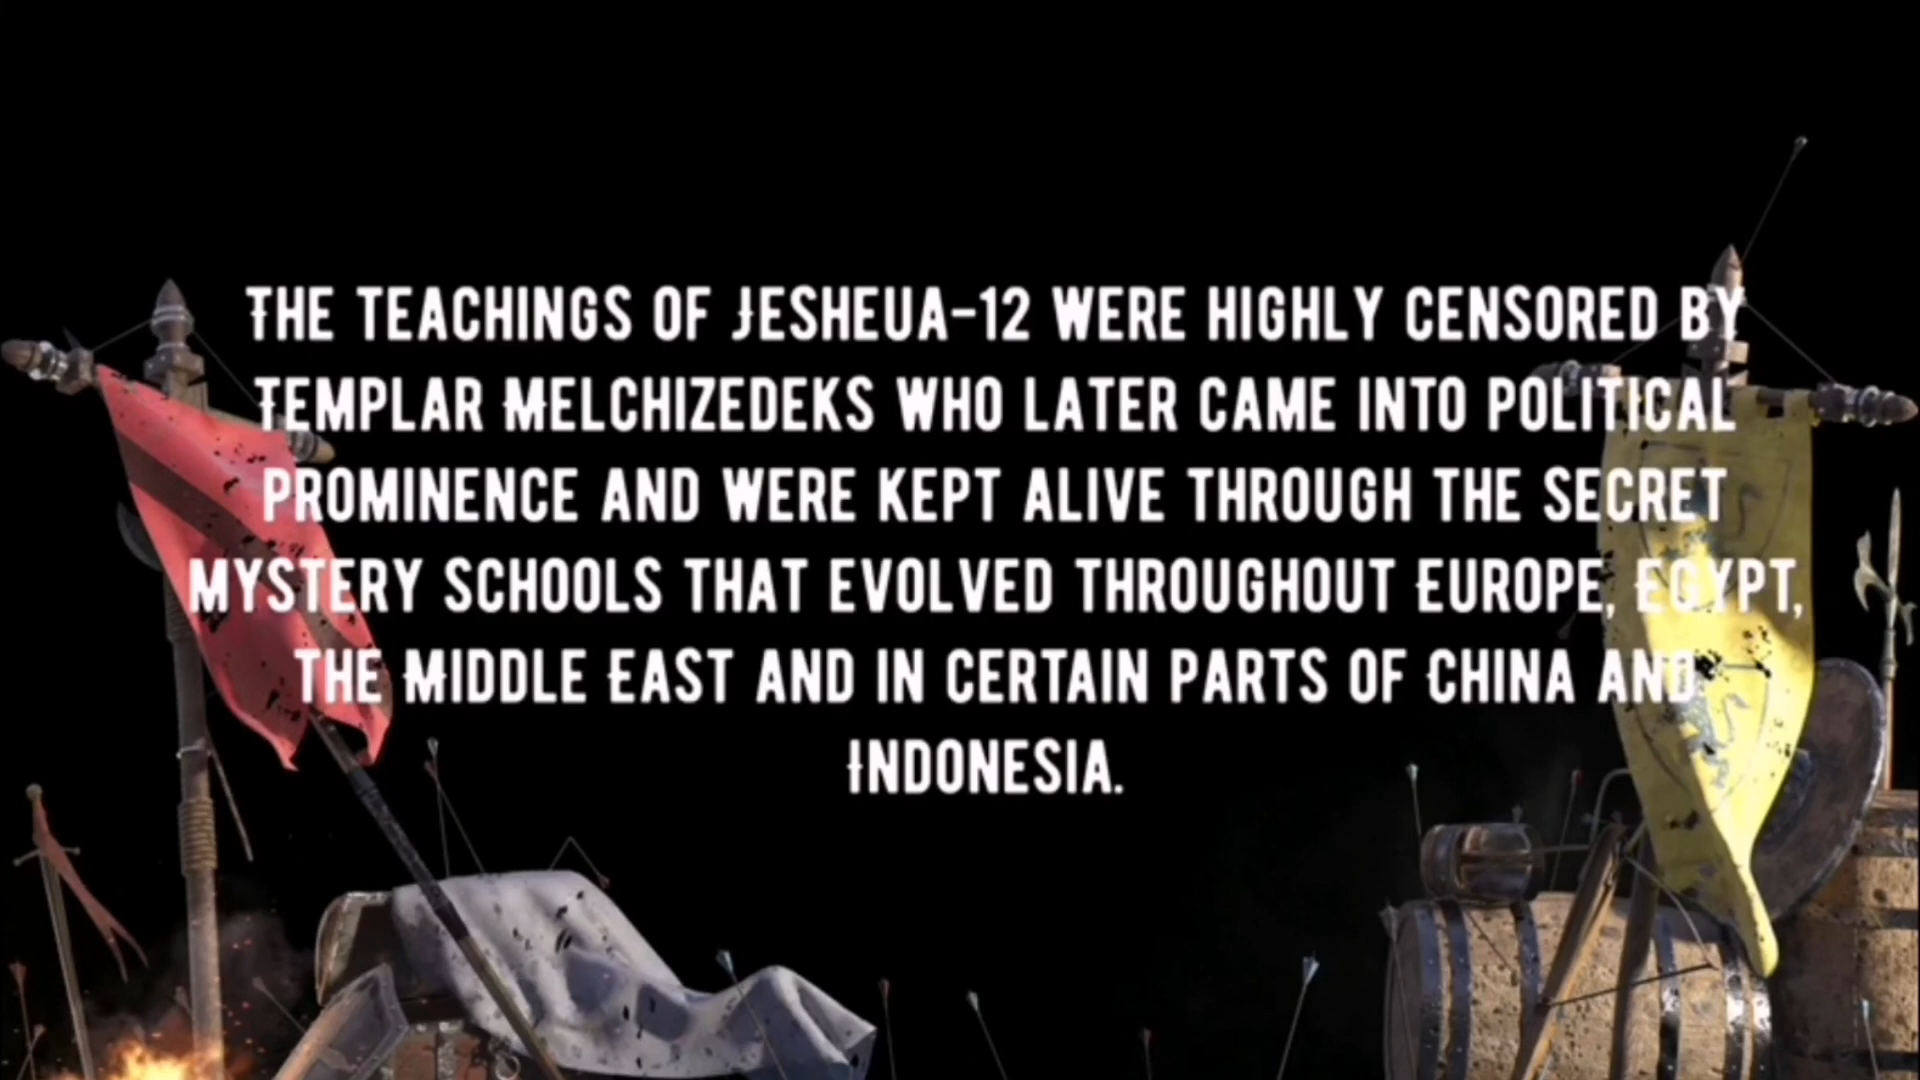 The teachings of Jesheua-12 were highly censored by
Templar Melchizedeks who later came into political
prominence and were kept alive through the secret
mystery schools that evolved throughout Europe, Egypt,
the Middle East and in certain parts of China and
Indonesia.